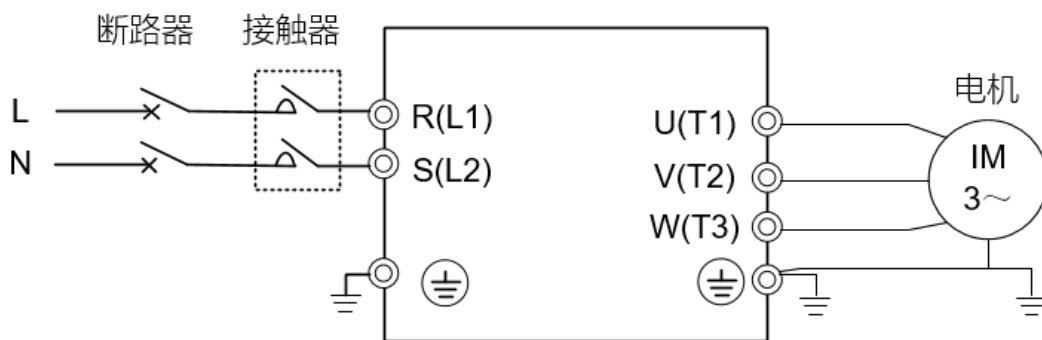 断路器 接触器
电机
L R(L1) U(T1)
N S(L2) V(T2)
W(T3)
IM
3～